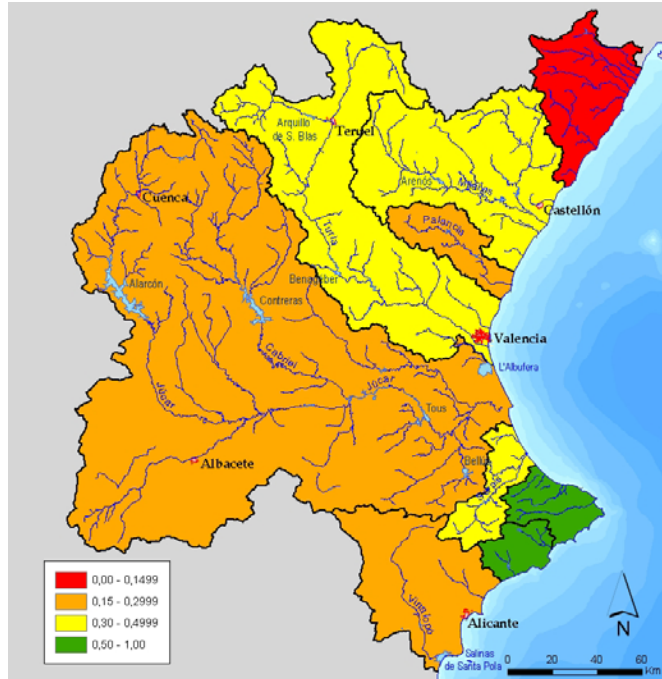 Arquillo
de S. Blas
Teruel
Arenós
Mijares
Castellón
Cuenca
Palancia
Turia
Alarcón
Contreras
Benageber
Valencia
L'Albufera
Cabriel
Júcar
Júcar
Tous
Bellús
Albacete
Serpis
Vinalopó
Alicante
Salinas
de Santa Pola
0,00 - 0,1499
0,15 - 0,2999
0,30 - 0,4999
0,50 - 1,00
N
0 20 40 60
Km